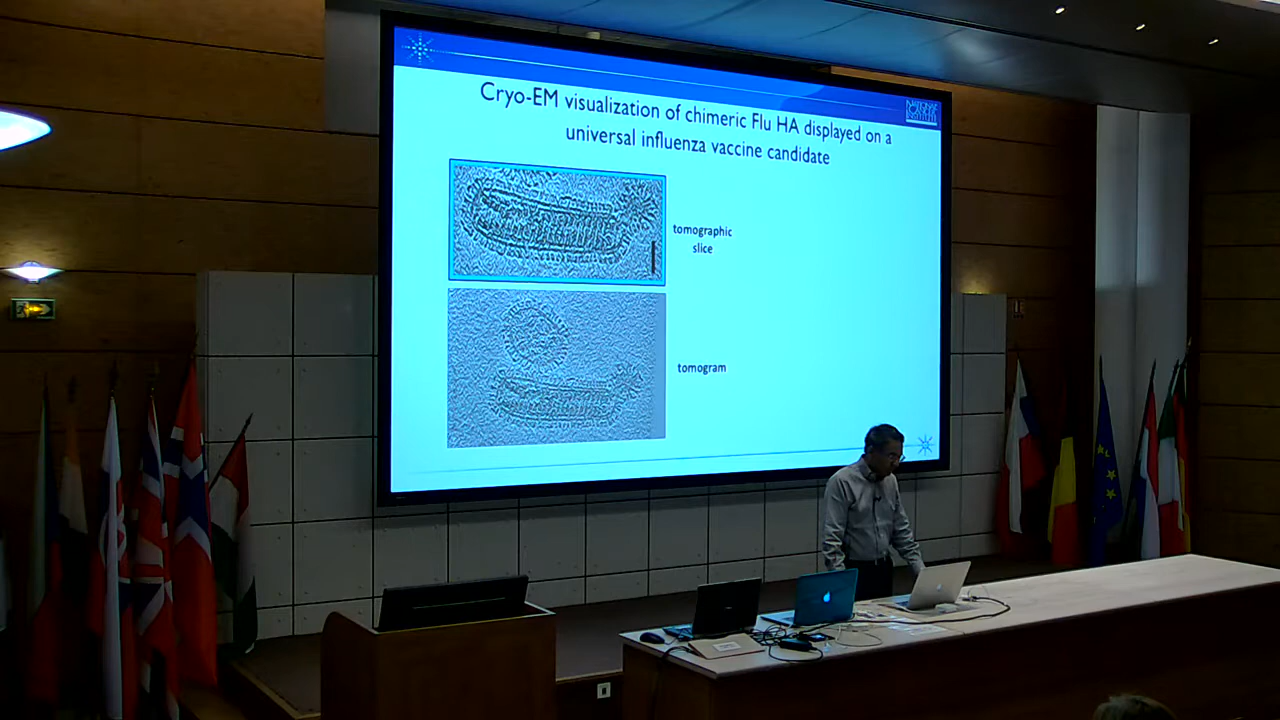 Cryo-EM visualization of chimeric Flu HA displayed on a
universal influenza vaccine candidate
tomographic
slice
tomogram